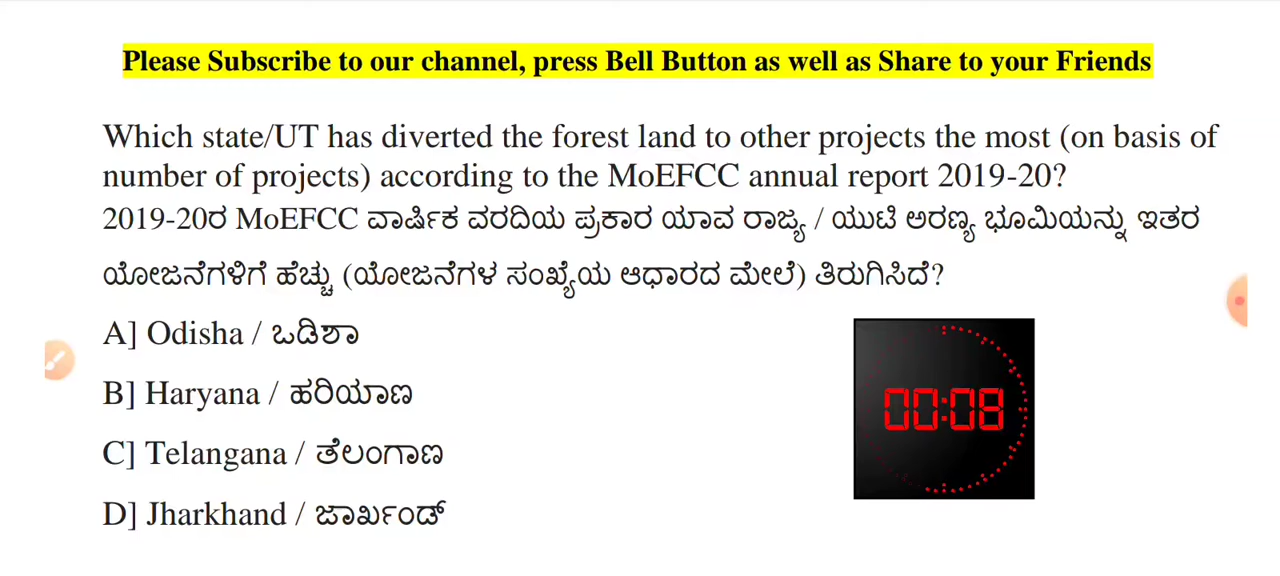 Please Subscribe to our channel, press Bell Button as well as Share to your Friends
Which state/UT has diverted the forest land to other projects the most (on basis of
number of projects) according to the MoEFCC annual report 2019-20?
2019-20ರ MoEFCC ವಾರ್ಷಿಕ ವರದಿಯ ಪ್ರಕಾರ ಯಾವ ರಾಜ್ಯ / ಯುಟಿ ಅರಣ್ಯ ಭೂಮಿಯನ್ನು ಇತರ
ಯೋಜನೆಗಳಿಗೆ ಹೆಚ್ಚು (ಯೋಜನೆಗಳ ಸಂಖ್ಯೆಯ ಆಧಾರದ ಮೇಲೆ) ತಿರುಗಿಸಿದೆ?
A] Odisha / ಒಡಿಶಾ
B] Haryana / ಹರಿಯಾಣ
00:08
C] Telangana / ತೆಲಂಗಾಣ
D] Jharkhand / ಜಾರ್ಖಂಡ್